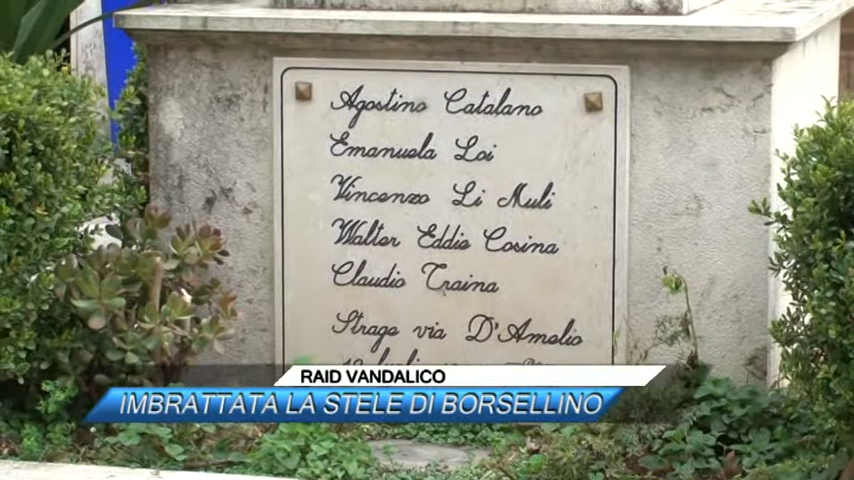 Agostino Catalano
Emanuela Loi
Vincenzo Li Muli
Walter Eddie Cosina
Claudio Traina
Strage via D'Amelio
RAID VANDALICO
IMBRATTATA LA STELE DI BORSELLINO